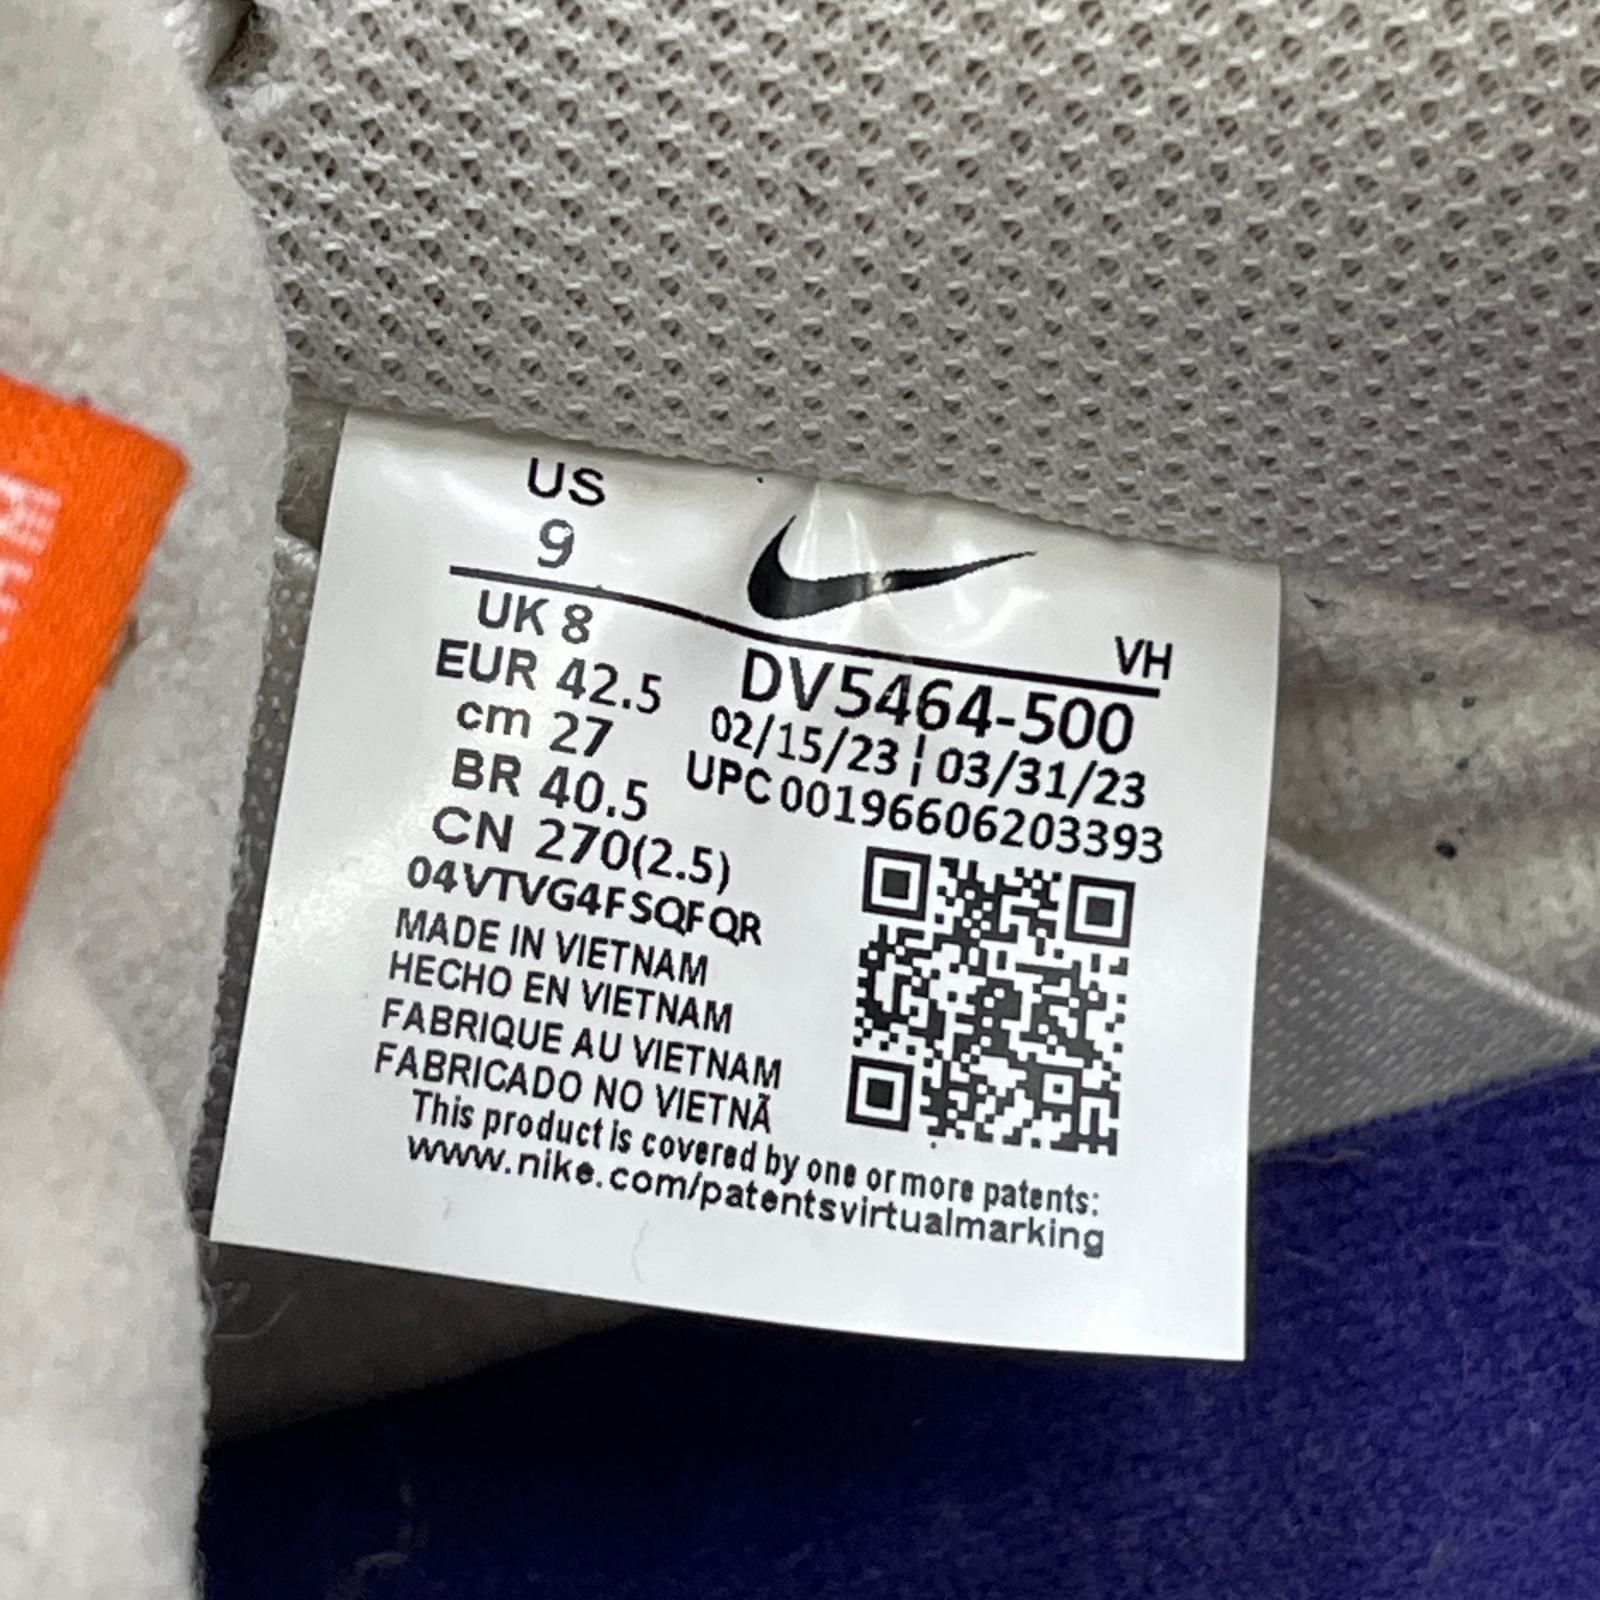 US
9
VH
UK 8
EUR 42.5
cm 27
BR 40.5
CN 270(2.5)
DV5464-500
02/15/23 ¦ 03/31/23
UPC 00196606203393
04VTVG4FSQFQR
MADE IN VIETNAM
HECHO EN VIETNAM
FABRIQUE AU VIETNAM
FABRICADO NO VIETNÃ
This product is covered by one or more patents:
www.nike.com/patentsvirtualmarking